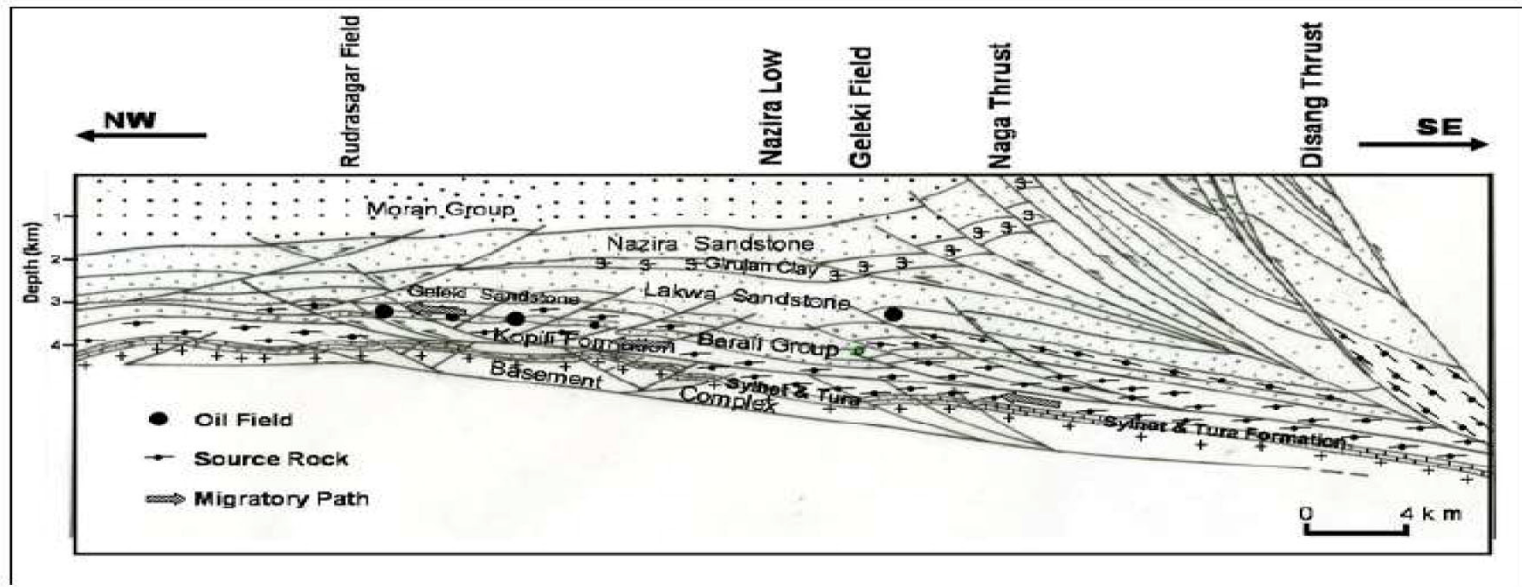 Rudrasagar Field
Nazira Low
Geleki Field
Naga Thrust
Disang Thrust
NW
SE
Depth (km)
1
2
3
4
Moran Group
Nazira Sandstone
Girujan Clay
Geleki Sandstone
Lakwa Sandstone
Kopili Formation
Barail Group
Basement
Complex
Sylhet & Tura
Sylhet & Tura Formation
Oil Field
Source Rock
Migratory Path
0 4 km